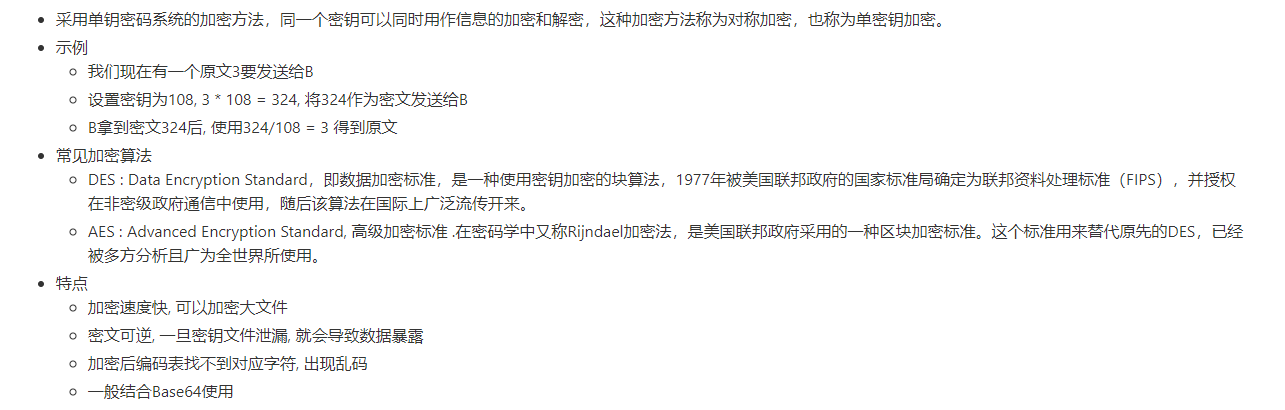 采用单钥密码系统的加密方法，同一个密钥可以同时用作信息的加密和解密，这种加密方法称为对称加密，也称为单密钥加密。
示例
我们现在有一个原文3要发送给B
设置密钥为108, 3 * 108 = 324, 将324作为密文发送给B
B拿到密文324后, 使用324/108 = 3 得到原文
常见加密算法
DES : Data Encryption Standard，即数据加密标准，是一种使用密钥加密的块算法，1977年被美国联邦政府的国家标准局确定为联邦资料处理标准（FIPS），并授权
在非密级政府通信中使用，随后该算法在国际上广泛流传开来。
AES : Advanced Encryption Standard, 高级加密标准 .在密码学中又称Rijndael加密法，是美国联邦政府采用的一种区块加密标准。这个标准用来替代原先的DES，已经
被多方分析且广为全世界所使用。
特点
加密速度快, 可以加密大文件
密文可逆, 一旦密钥文件泄漏, 就会导致数据暴露
加密后编码表找不到对应字符, 出现乱码
一般结合Base64使用